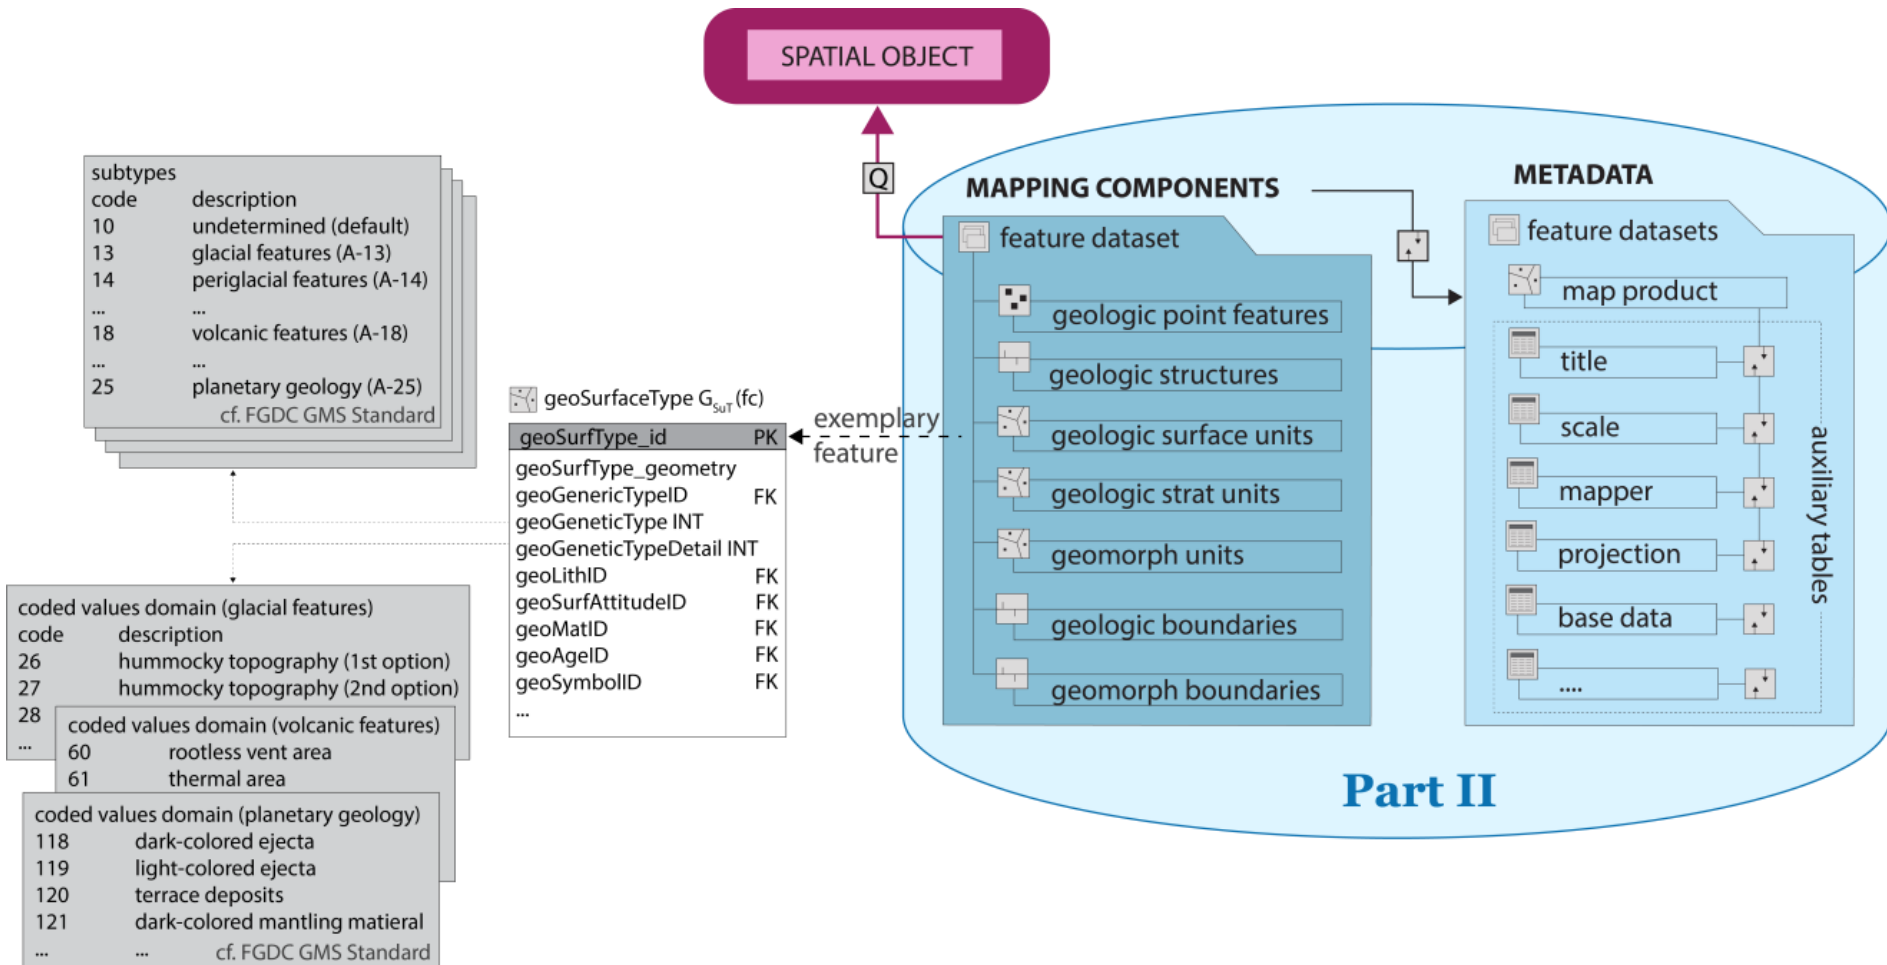 SPATIAL OBJECT
Q
subtypes
code description
10 undetermined (default)
13 glacial features (A-13)
14 periglacial features (A-14)
... ...
18 volcanic features (A-18)
... ...
25 planetary geology (A-25)
cf. FGDC GMS Standard
geoSurfaceType G_SuT (fc)
geoSurfType_id PK
geoSurfType_geometry
geoGenericTypeID FK
geoGeneticType INT
geoGeneticTypeDetail INT
geoLithID FK
geoSurfAttitudeID FK
geoMatID FK
geoAgeID FK
geoSymbolID FK
...
exemplary
feature
coded values domain (glacial features)
code description
26 hummocky topography (1st option)
27 hummocky topography (2nd option)
28
...
coded values domain (volcanic features)
60 rootless vent area
61 thermal area
coded values domain (planetary geology)
118 dark-colored ejecta
119 light-colored ejecta
120 terrace deposits
121 dark-colored mantling matieral
... ...
cf. FGDC GMS Standard
MAPPING COMPONENTS
feature dataset
geologic point features
geologic structures
geologic surface units
geologic strat units
geomorph units
geologic boundaries
geomorph boundaries
METADATA
feature datasets
map product
title
scale
mapper
projection
base data
....
auxiliary tables
Part II